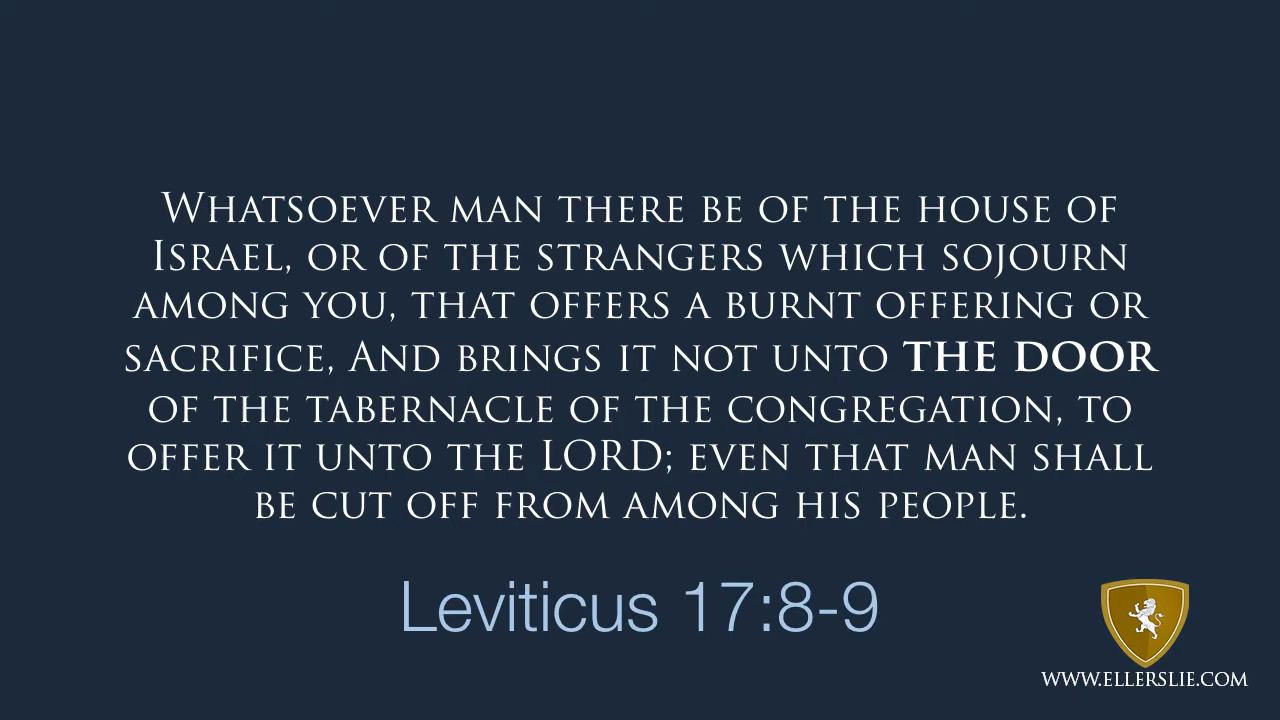 Whatsoever man there be of the house of
Israel, or of the strangers which sojourn
among you, that offers a burnt offering or
sacrifice, And brings it not unto THE DOOR
of the tabernacle of the congregation, to
offer it unto the LORD; even that man shall
be cut off from among his people.
Leviticus 17:8-9
WWW.ELLERSLIE.COM